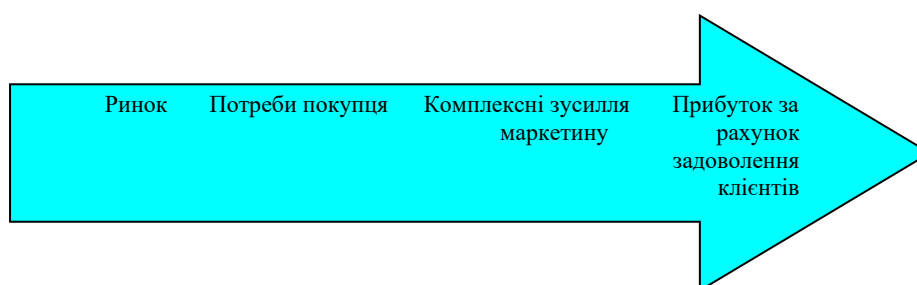 Ринок Потреби покупця Комплексні зусилля Прибуток за
маркетину рахунок
задоволення
клієнтів